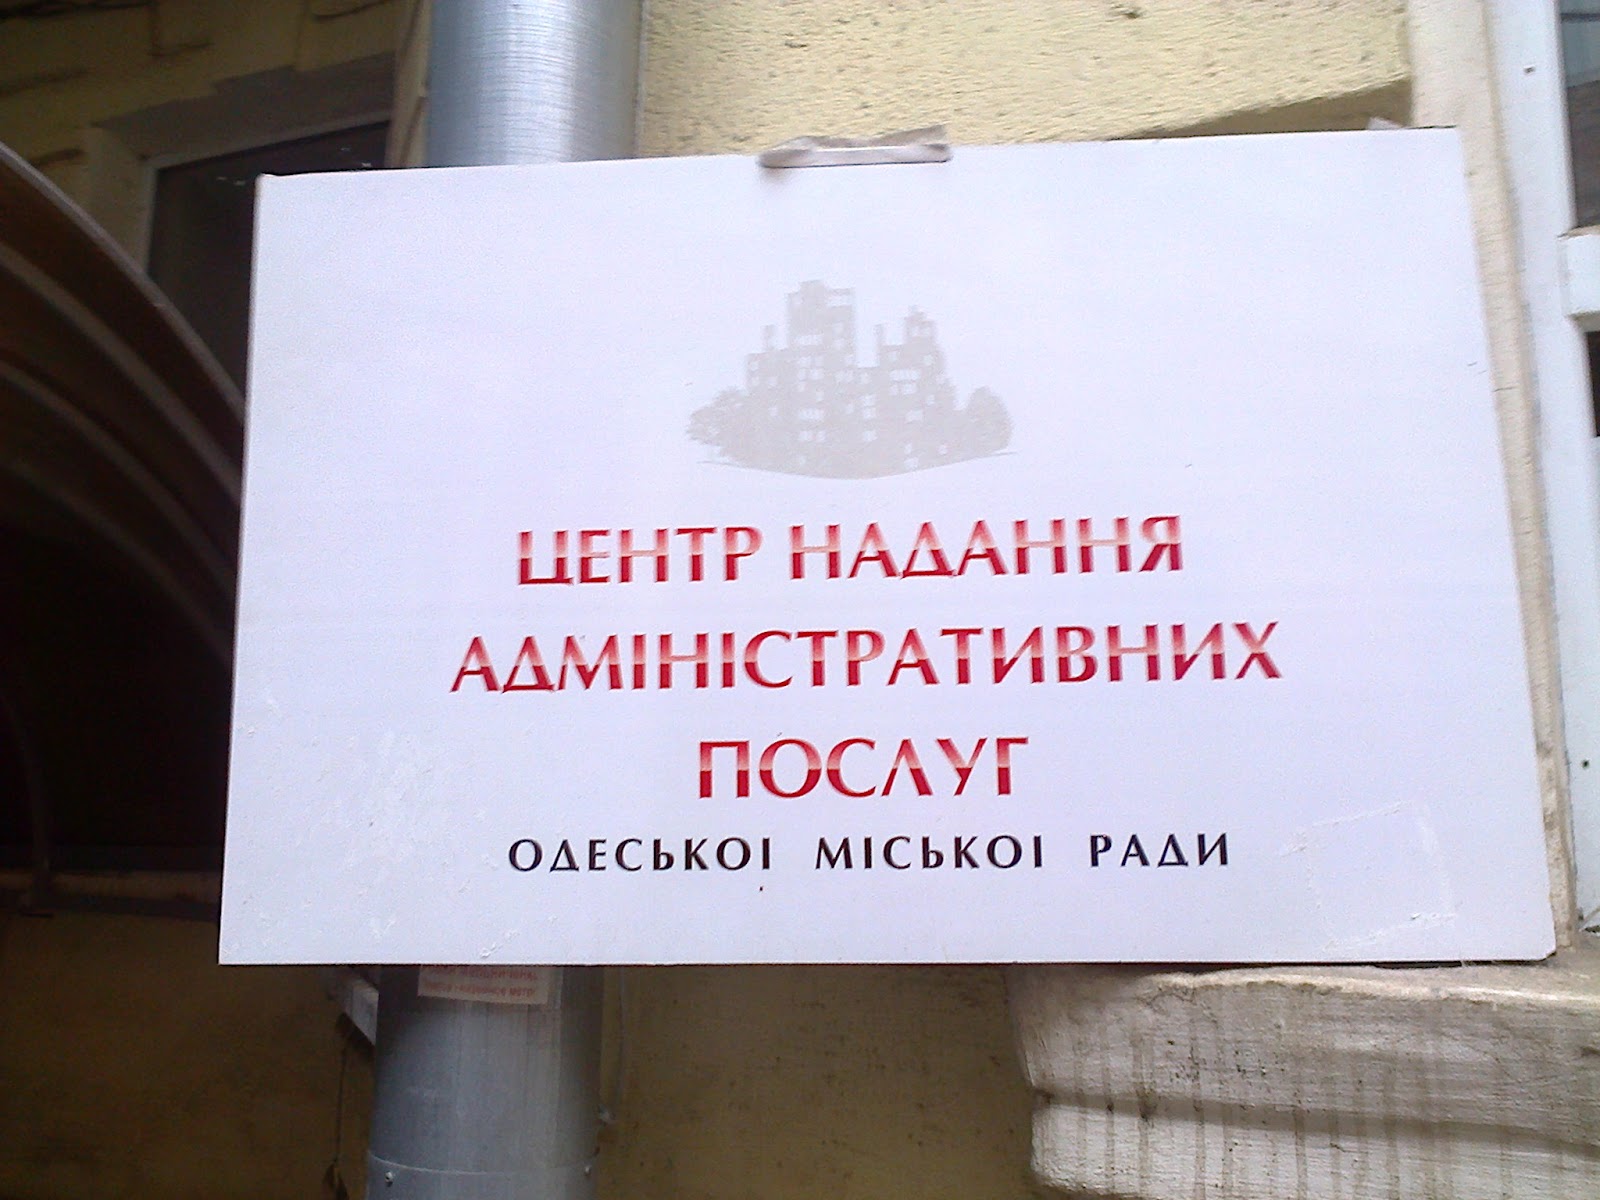 ЦЕНТР НАДАННЯ
АДМІНІСТРАТИВНИХ
ПОСЛУГ
ОДЕСЬКОІ МІСЬКОІ РАДИ